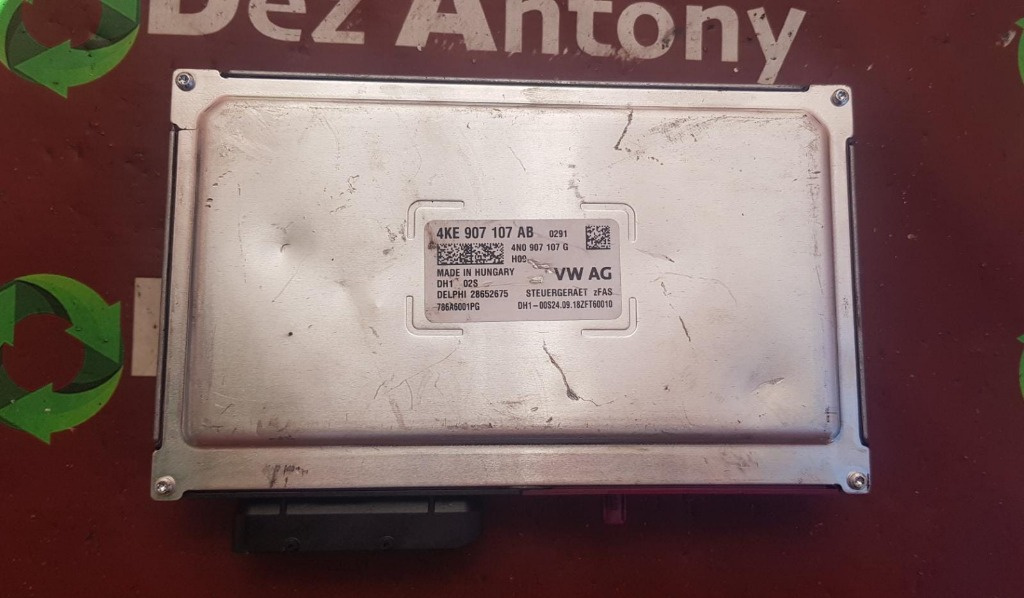 Dez Antony
4KE 907 107 AB 0291
4N0 907 107 G
H09
MADE IN HUNGARY
VW AG
DH1 02S
DELPHI 28652675 STEUERGERAET zFAS
786A6001PG DH1-00S24.09.18ZFT60010